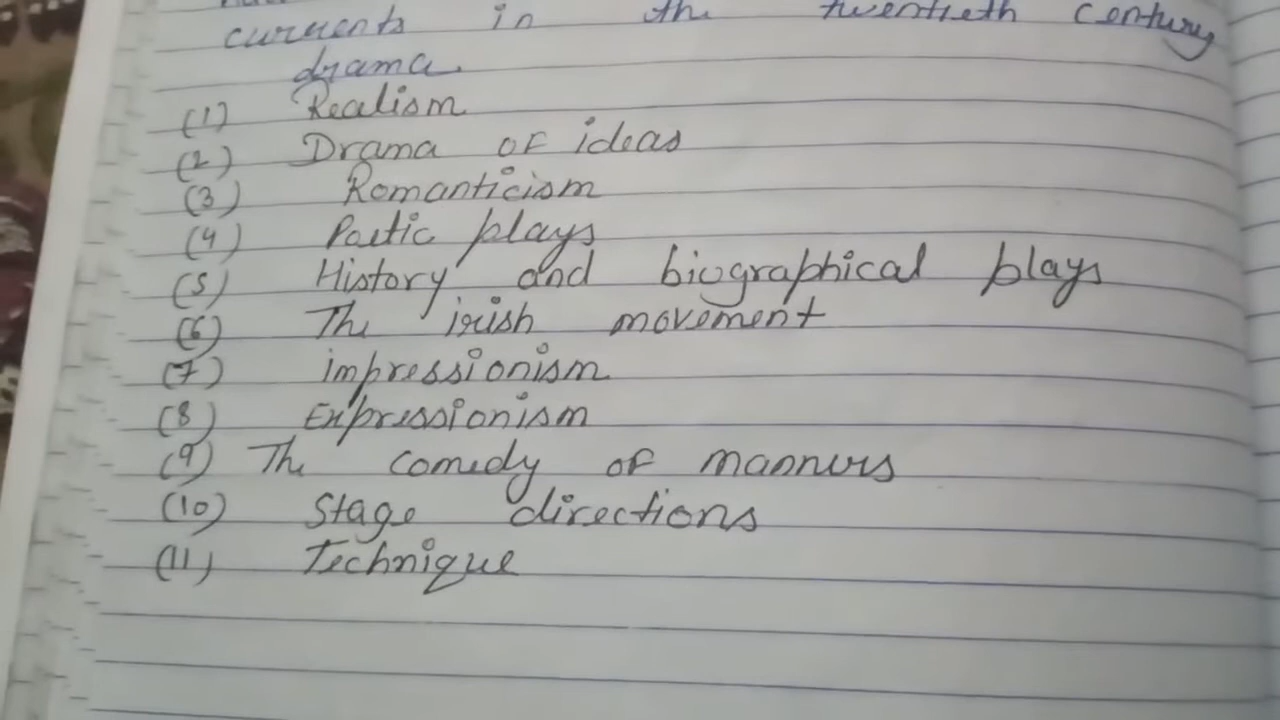 currents in the twentieth century
drama.
(1) Realism
(2) Drama of ideas
(3) Romanticism
(4) Poetic plays
(5) History and biographical plays
(6) The irish movement
(7) impressionism
(8) Expressionism
(9) The comedy of manners
(10) Stage directions
(11) Technique